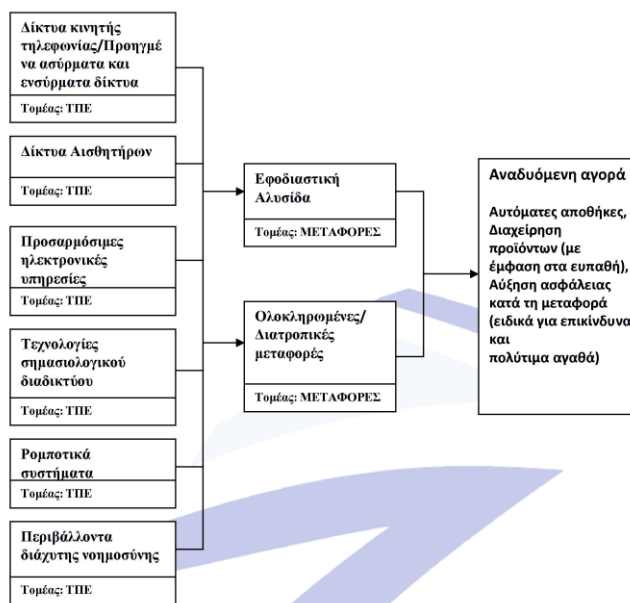 Δίκτυα κινητής
τηλεφωνίας/Προηγμέ
να ασύρματα και
ενσύρματα δίκτυα
Τομέας: ΤΠΕ
Δίκτυα Αισθητήρων
Τομέας: ΤΠΕ
Προσαρμόσιμες
ηλεκτρονικές
υπηρεσίες
Τομέας: ΤΠΕ
Τεχνολογίες
σημασιολογικού
διαδικτύου
Τομέας: ΤΠΕ
Ρομποτικά
συστήματα
Τομέας: ΤΠΕ
Περιβάλλοντα
διάχυτης νοημοσύνης
Τομέας: ΤΠΕ
Εφοδιαστική
Αλυσίδα
Τομέας: ΜΕΤΑΦΟΡΕΣ
Ολοκληρωμένες/
Διατροπικές
μεταφορές
Τομέας: ΜΕΤΑΦΟΡΕΣ
Αναδυόμενη αγορά
Αυτόματες αποθήκες,
Διαχείρηση
προϊόντων (με
έμφαση στα ευπαθή),
Αύξηση ασφάλειας
κατά τη μεταφορά
(ειδικά για επικίνδυνα
και
πολύτιμα αγαθά)